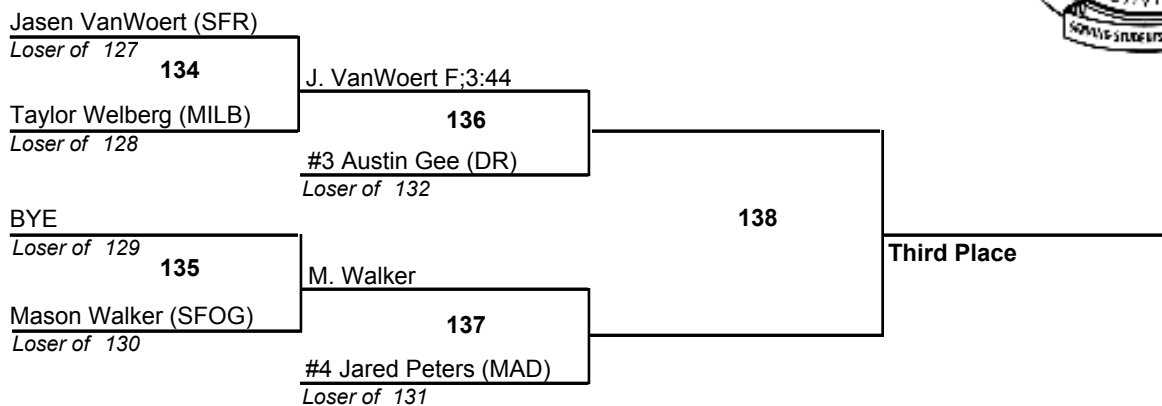 Jasen VanWoert (SFR)
Loser of 127
134
J. VanWoert F;3:44
Taylor Welberg (MILB)
Loser of 128
136
#3 Austin Gee (DR)
Loser of 132
BYE
Loser of 129
135
138
Third Place
M. Walker
Mason Walker (SFOG)
Loser of 130
137
#4 Jared Peters (MAD)
Loser of 131
SERVING STUDENTS